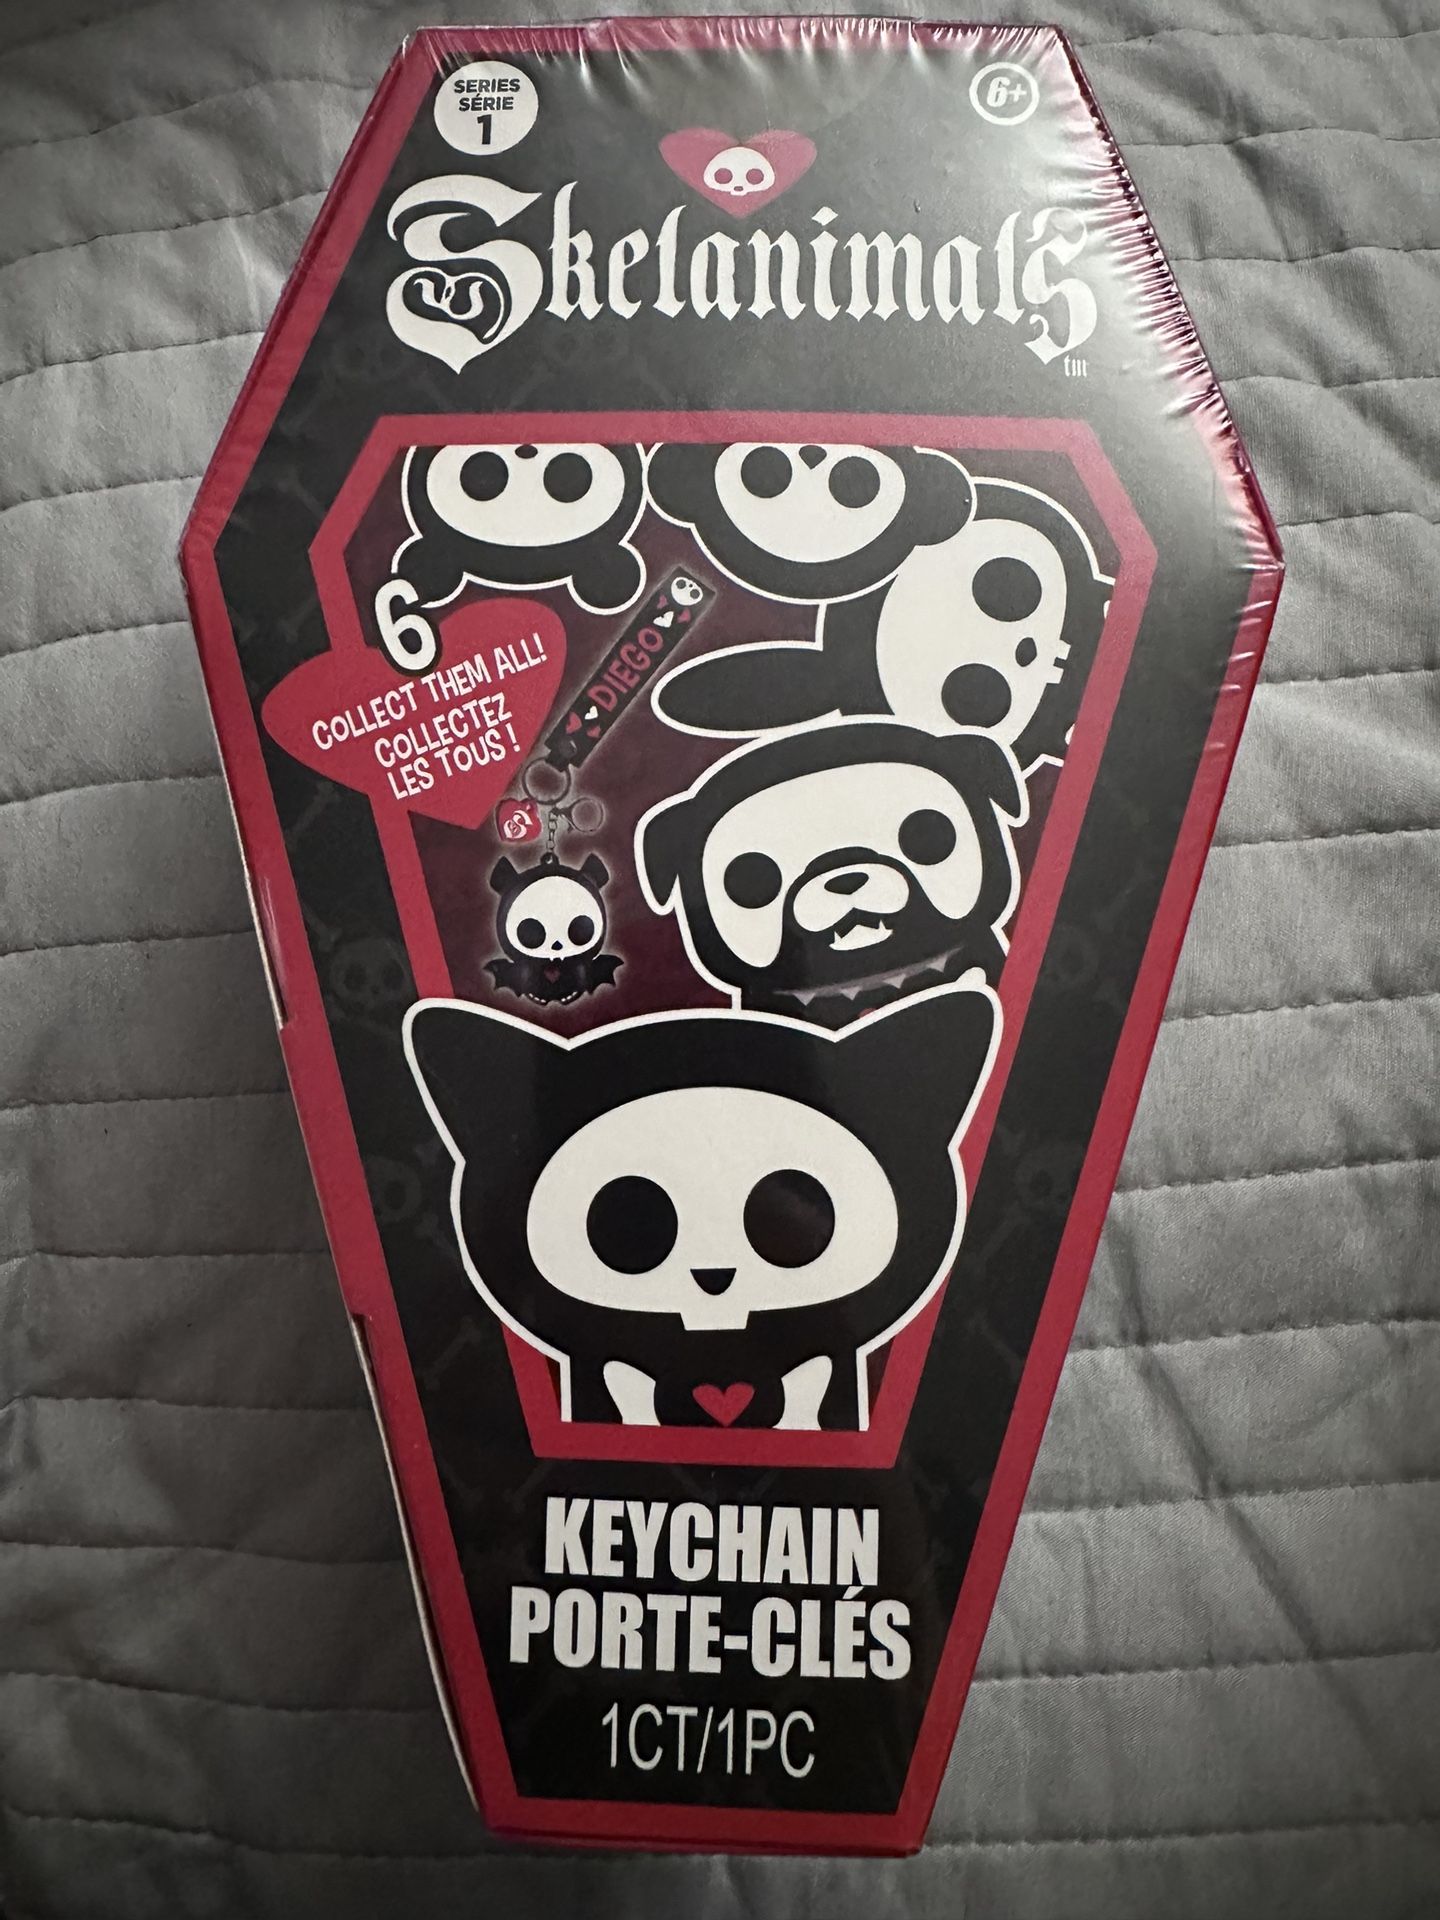 SERIES
SÉRIE
1
6+
Skelanimals
™
6
COLLECT THEM ALL!
COLLECTEZ
LES TOUS !
DIEGO
S
KEYCHAIN
PORTE-CLÉS
1CT/1PC